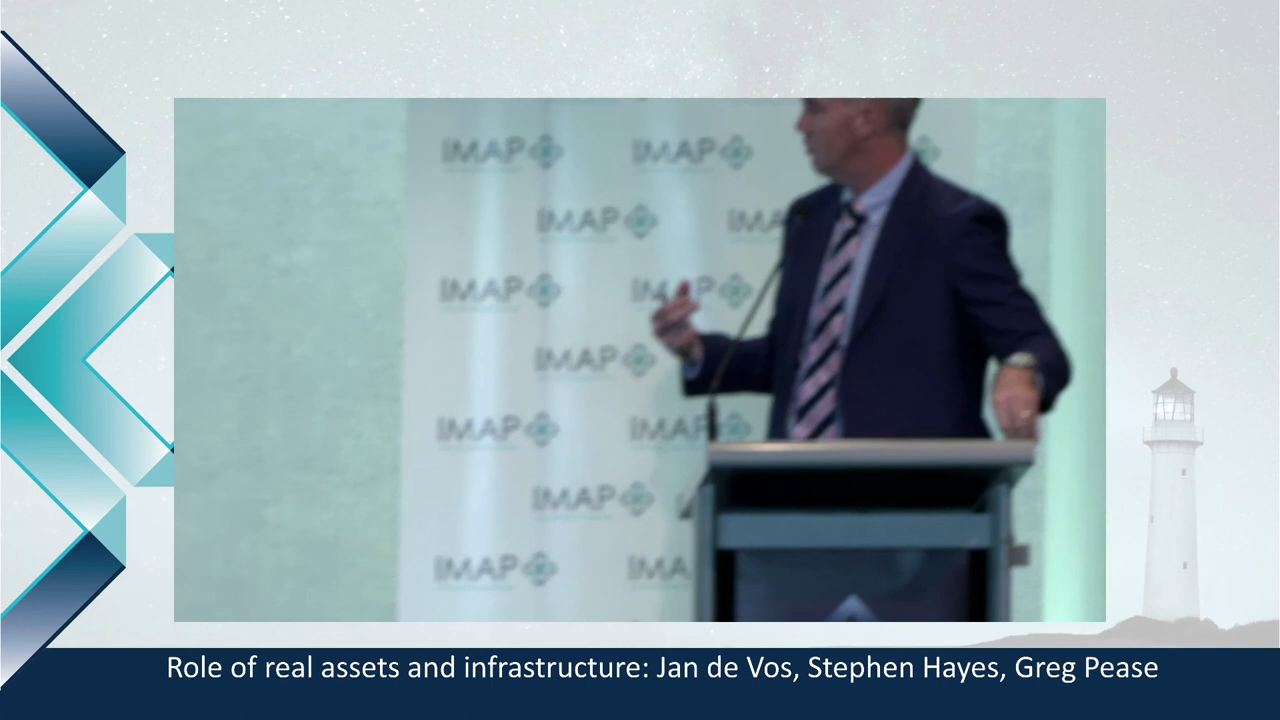 IMAP IMAP
IMAP IMA
IMAP IMAP
IMAP
IMAP IMAP
IMAP
IMAP IMA
Role of real assets and infrastructure: Jan de Vos, Stephen Hayes, Greg Pease